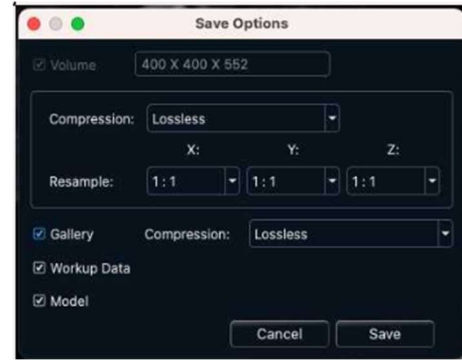 Save Options
Volume 400 X 400 X 552
Compression: Lossless
X: Y: Z:
Resample: 1 : 1 1 : 1 1 : 1
Gallery Compression: Lossless
Workup Data
Model
Cancel Save